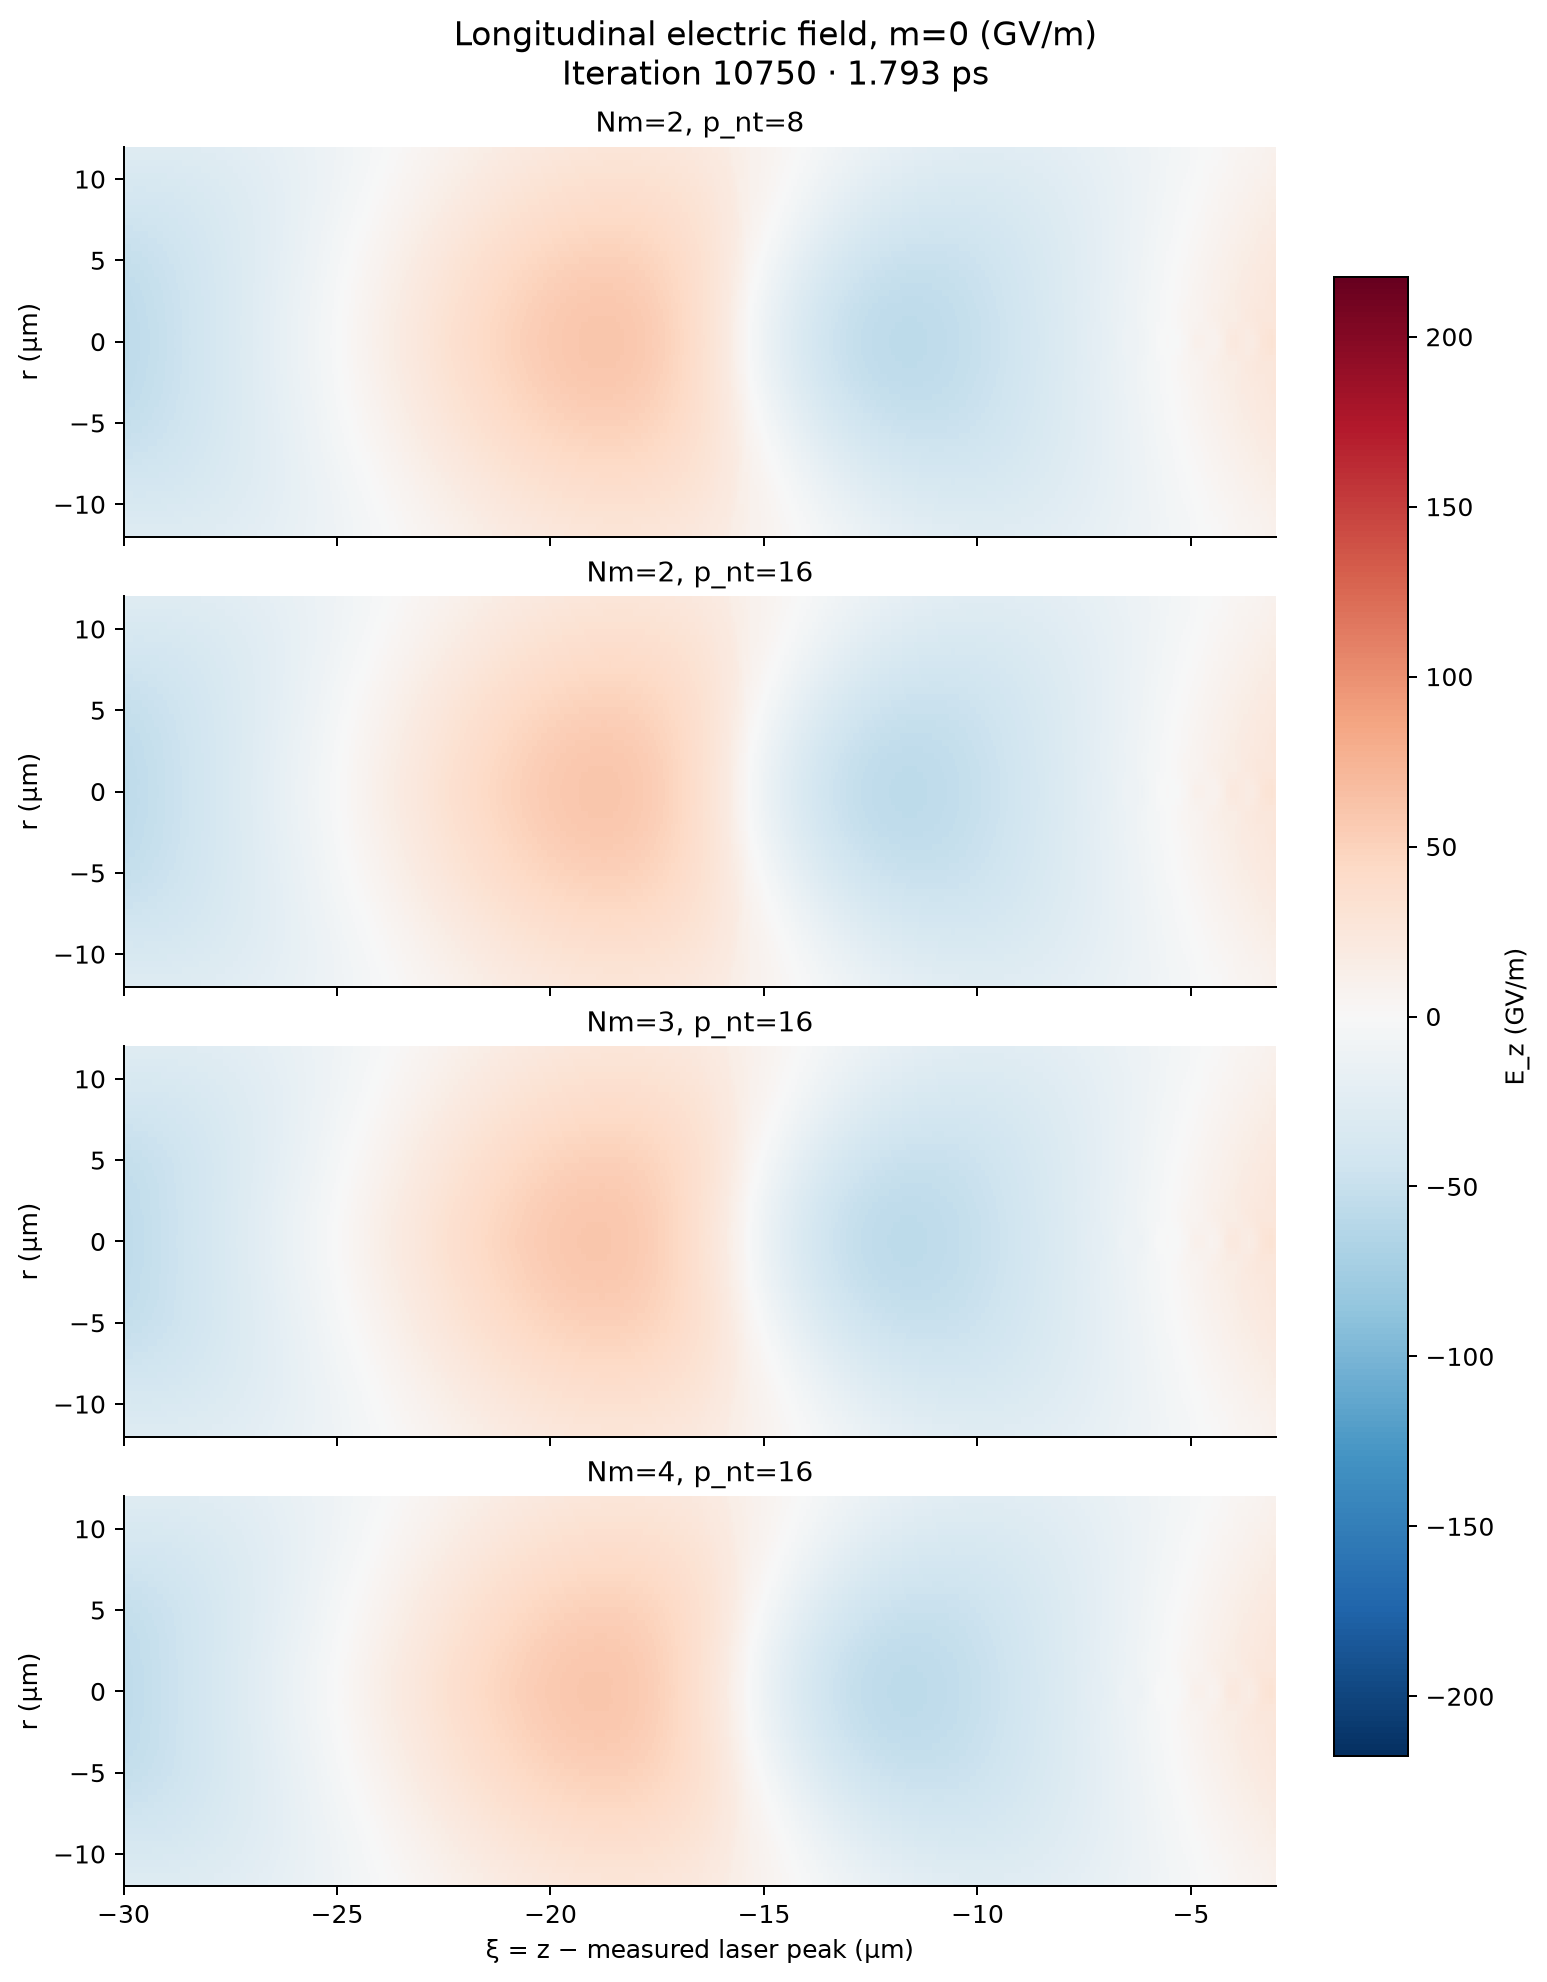 Longitudinal electric field, m=0 (GV/m)
Iteration 10750 · 1.793 ps
Nm=2, p_nt=8
10
5
0
−5
−10
r (µm)
Nm=2, p_nt=16
10
5
0
−5
−10
r (µm)
Nm=3, p_nt=16
10
5
0
−5
−10
r (µm)
Nm=4, p_nt=16
10
5
0
−5
−10
r (µm)
−30 −25 −20 −15 −10 −5
ξ = z − measured laser peak (µm)
200
150
100
50
0
−50
−100
−150
−200
E_z (GV/m)